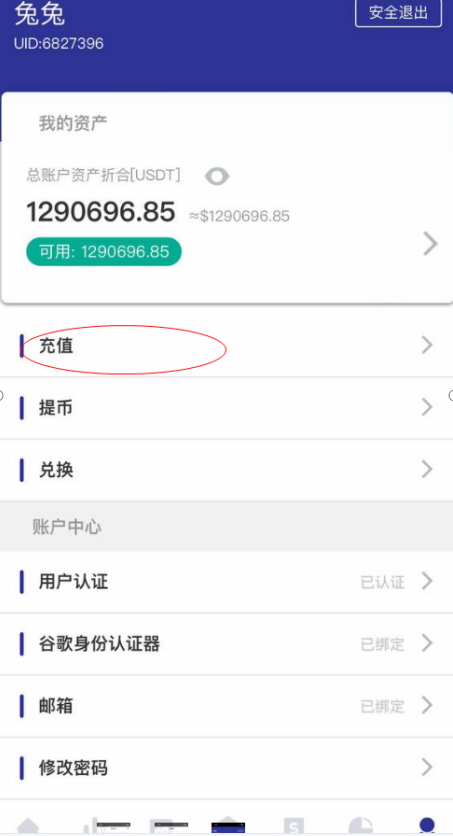 兔兔
安全退出
UID:6827396
我的资产
总账户资产折合[USDT]
1290696.85 ≈$1290696.85
可用: 1290696.85
充值
提币
兑换
账户中心
用户认证 已认证
谷歌身份认证器 已绑定
邮箱 已绑定
修改密码